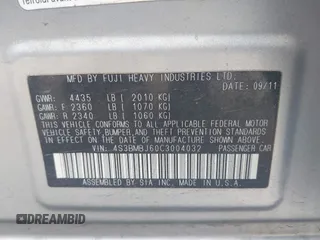 MFD BY FUJI HEAVY INDUSTRIES LTD.
DATE: 09/11
GVWR: 4435 LB ( 2010 KG)
GAWR: F 2360 LB ( 1070 KG)
GAWR: R 2340 LB ( 1060 KG)
THIS VEHICLE CONFORMS TO ALL APPLICABLE FEDERAL MOTOR
VEHICLE SAFETY, BUMPER, AND THEFT PREVENTION STANDARDS
IN EFFECT ON THE DATE OF MANUFACTURE SHOWN ABOVE.
VIN: 4S3BMBJ60C3004032 PASSENGER CAR
ASSEMBLED BY SIA INC. IN U.S.A.
© DREAMBID
DREAMBID.COM